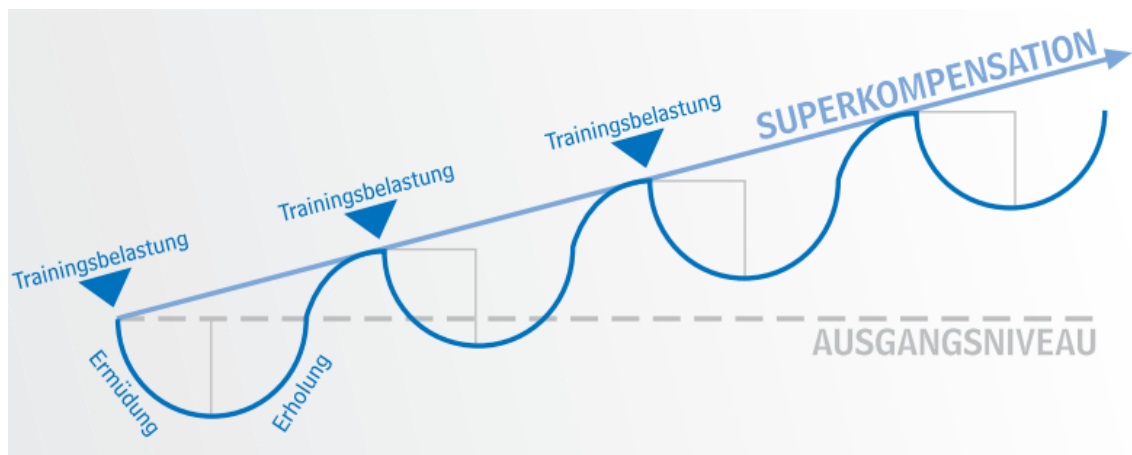 SUPERKOMPENSATION
Trainingsbelastung
Trainingsbelastung
Trainingsbelastung
AUSGANGSNIVEAU
Ermüdung
Erholung